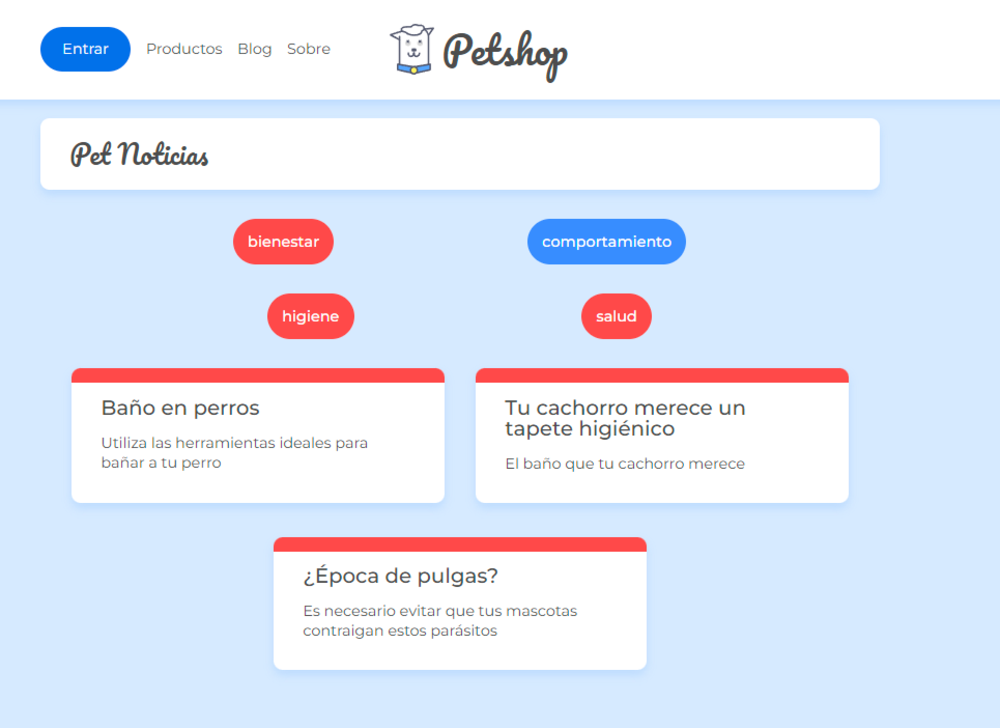 Entrar Productos Blog Sobre
Petshop
Pet Noticias
bienestar
comportamiento
higiene
salud
Baño en perros
Utiliza las herramientas ideales para
bañar a tu perro
Tu cachorro merece un
tapete higiénico
El baño que tu cachorro merece
¿Época de pulgas?
Es necesario evitar que tus mascotas
contraigan estos parásitos